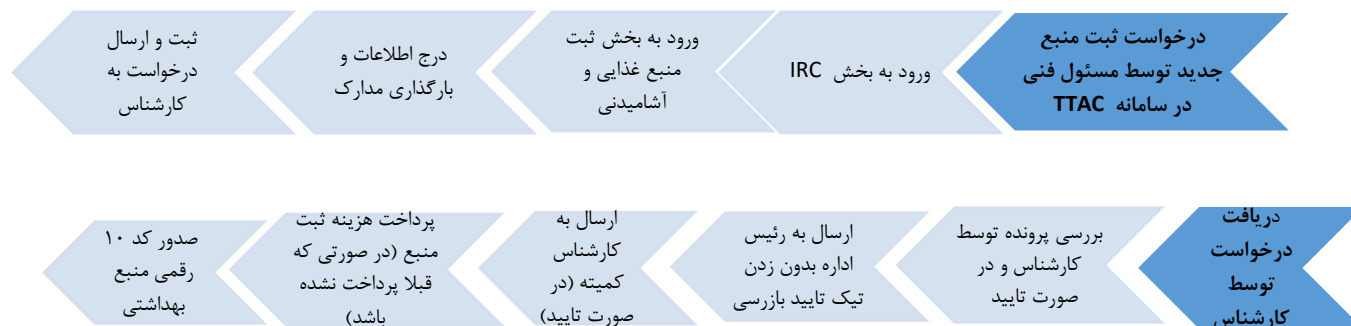 درخواست ثبت منبع
جدید توسط مسئول فنی
در سامانه TTAC
ورود به بخش IRC
ورود به بخش ثبت
منبع غذایی و
آشامیدنی
درج اطلاعات و
بارگذاری مدارک
ثبت و ارسال
درخواست به
کارشناس
دریافت
درخواست
توسط
کارشناس
بررسی پرونده توسط
کارشناس و در
صورت تایید
ارسال به رئیس
اداره بدون زدن
تیک تایید بازرسی
ارسال به
کارشناس
کمیته (در
صورت تایید)
پرداخت هزینه ثبت
منبع (در صورتی که
قبلا پرداخت نشده
باشد)
صدور کد ۱۰
رقمی منبع
بهداشتی